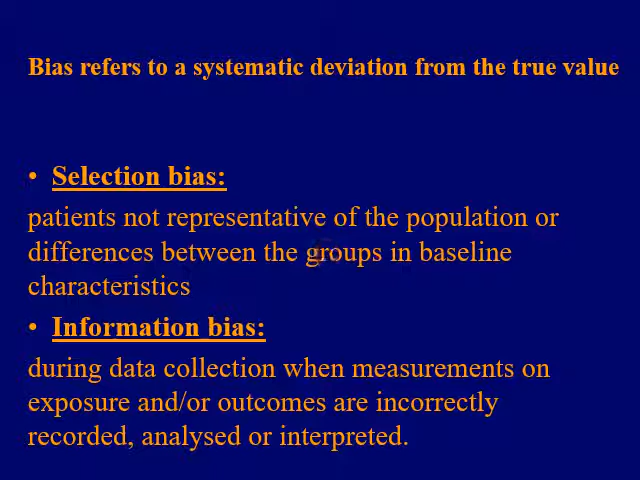 Bias refers to a systematic deviation from the true value
• Selection bias:
patients not representative of the population or
differences between the groups in baseline
characteristics
• Information bias:
during data collection when measurements on
exposure and/or outcomes are incorrectly
recorded, analysed or interpreted.